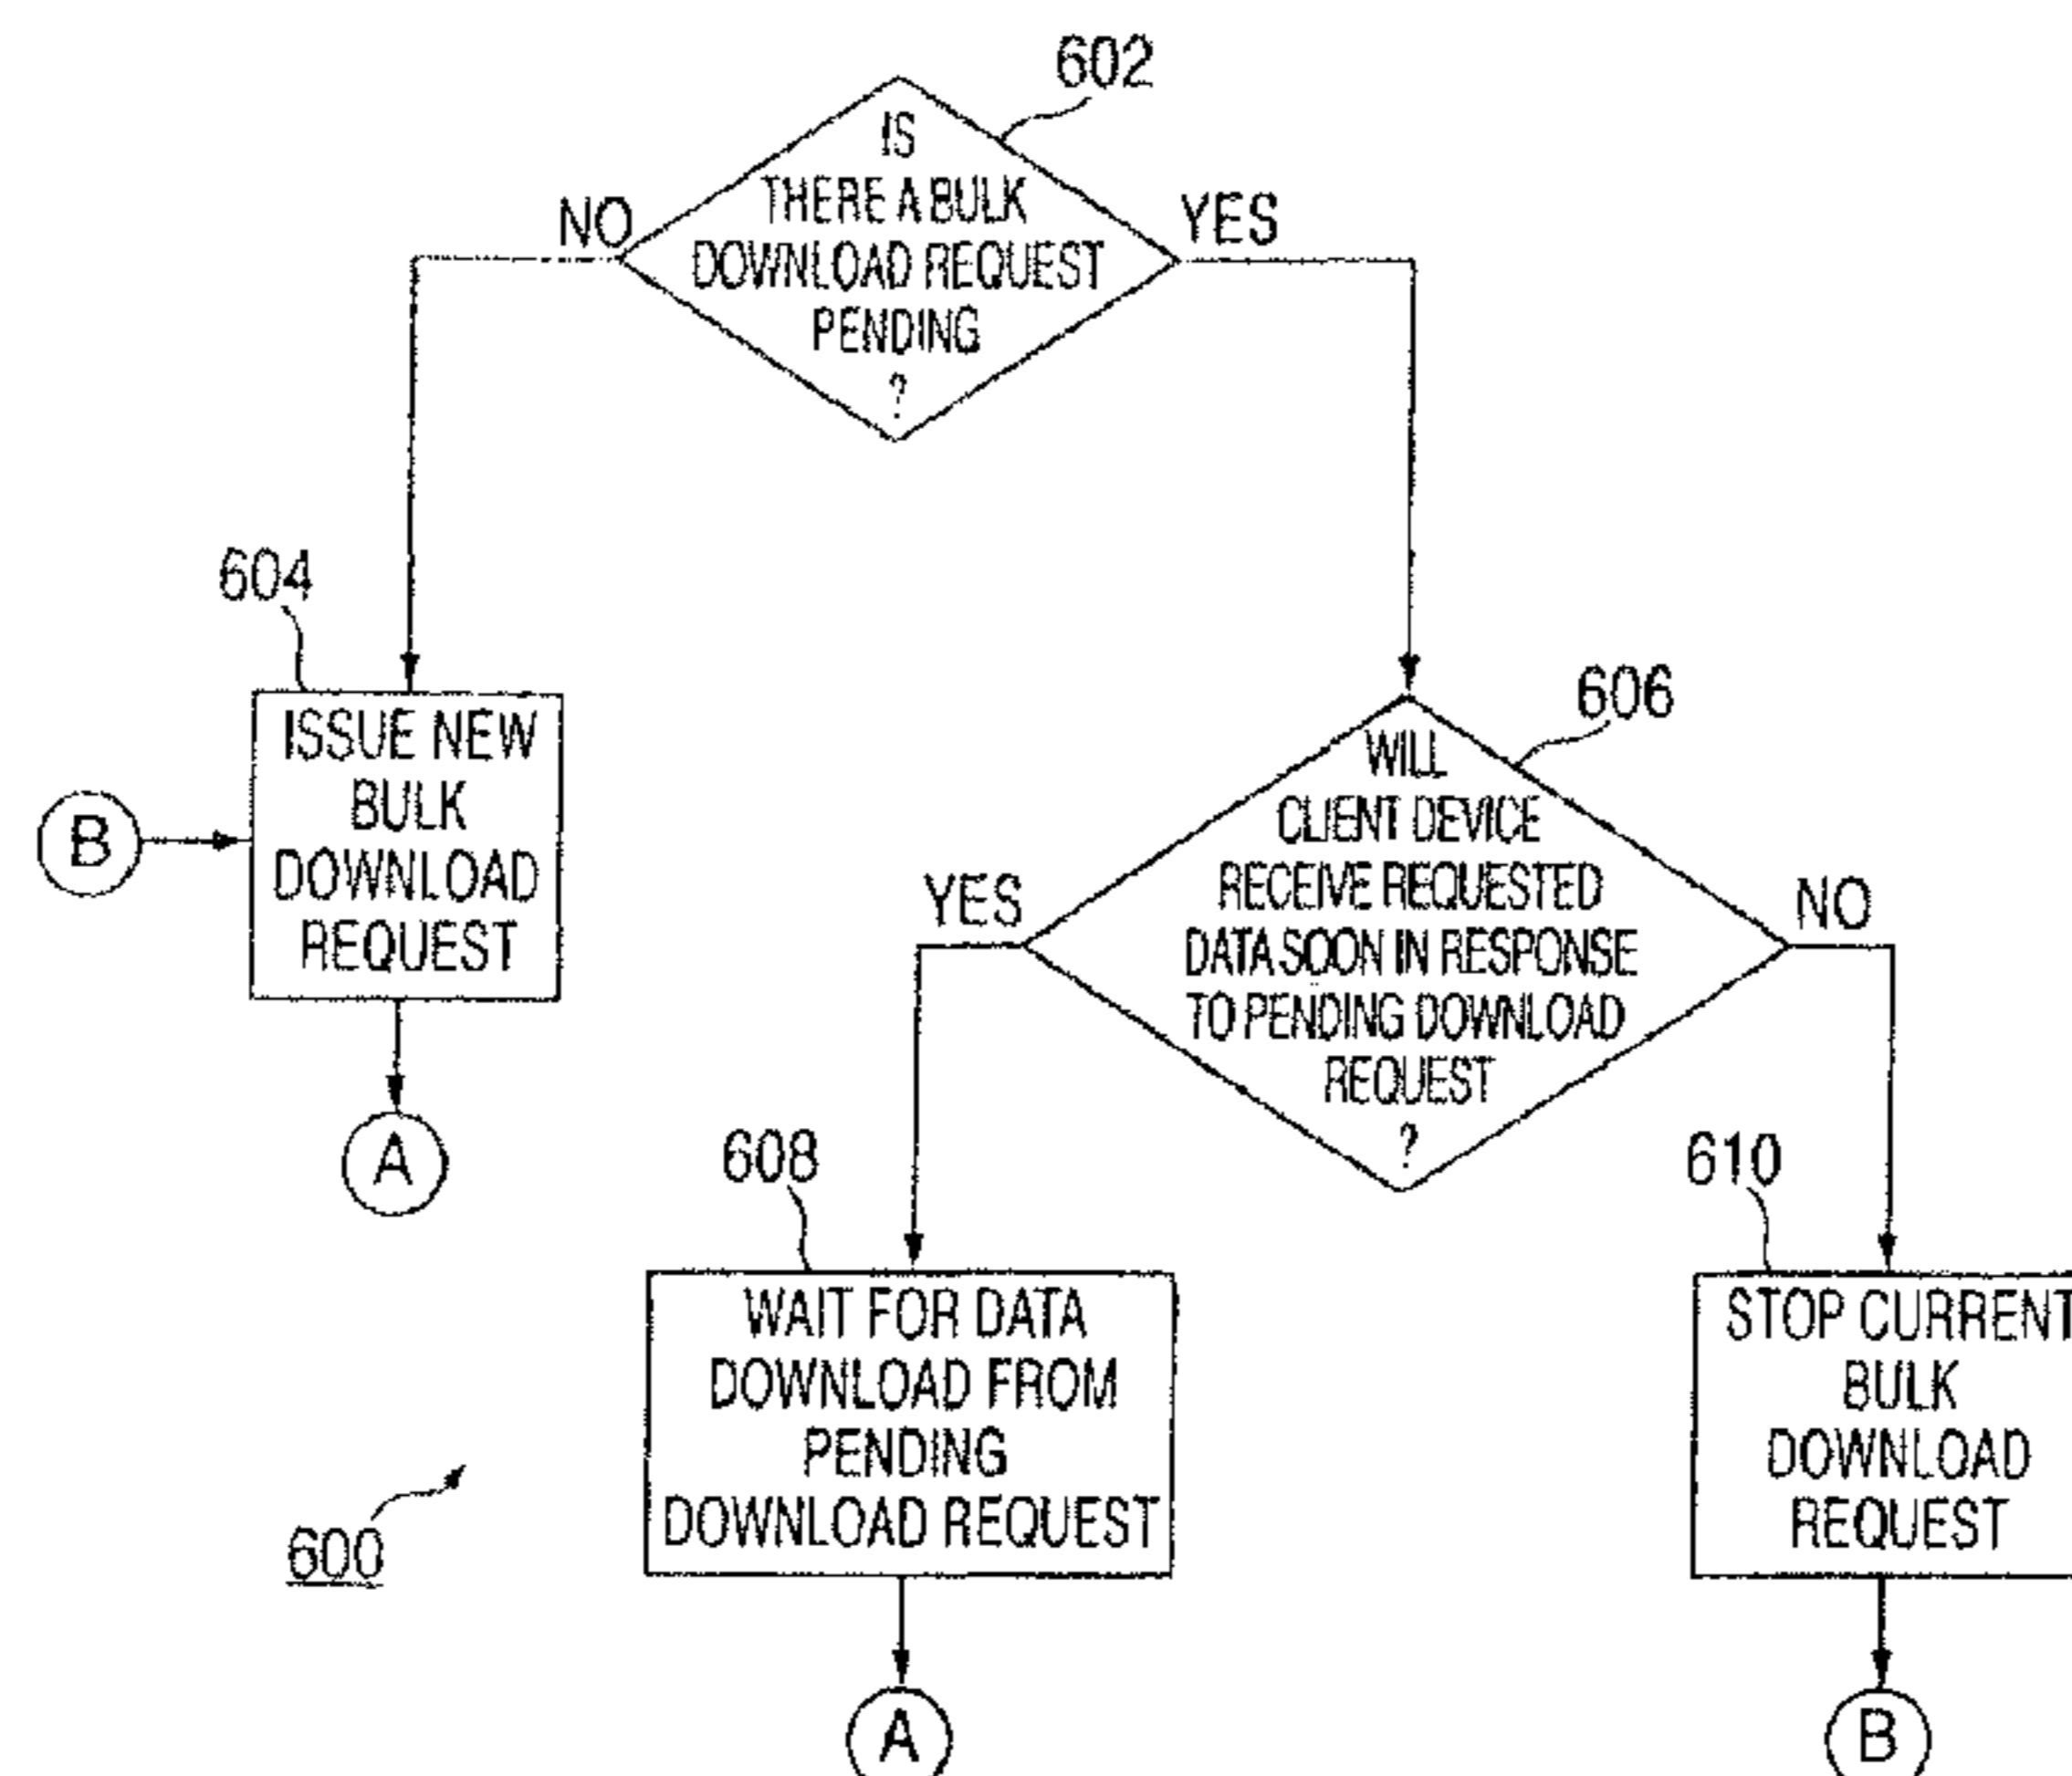 602
IS
THERE A BULK
DOWNLOAD REQUEST
PENDING
?
NO
YES
604
ISSUE NEW
BULK
DOWNLOAD
REQUEST
B
A
606
WILL
CLIENT DEVICE
RECEIVE REQUESTED
DATA SOON IN RESPONSE
TO PENDING DOWNLOAD
REQUEST
?
YES
NO
608
WAIT FOR DATA
DOWNLOAD FROM
PENDING
DOWNLOAD REQUEST
A
610
STOP CURRENT
BULK
DOWNLOAD
REQUEST
B
600